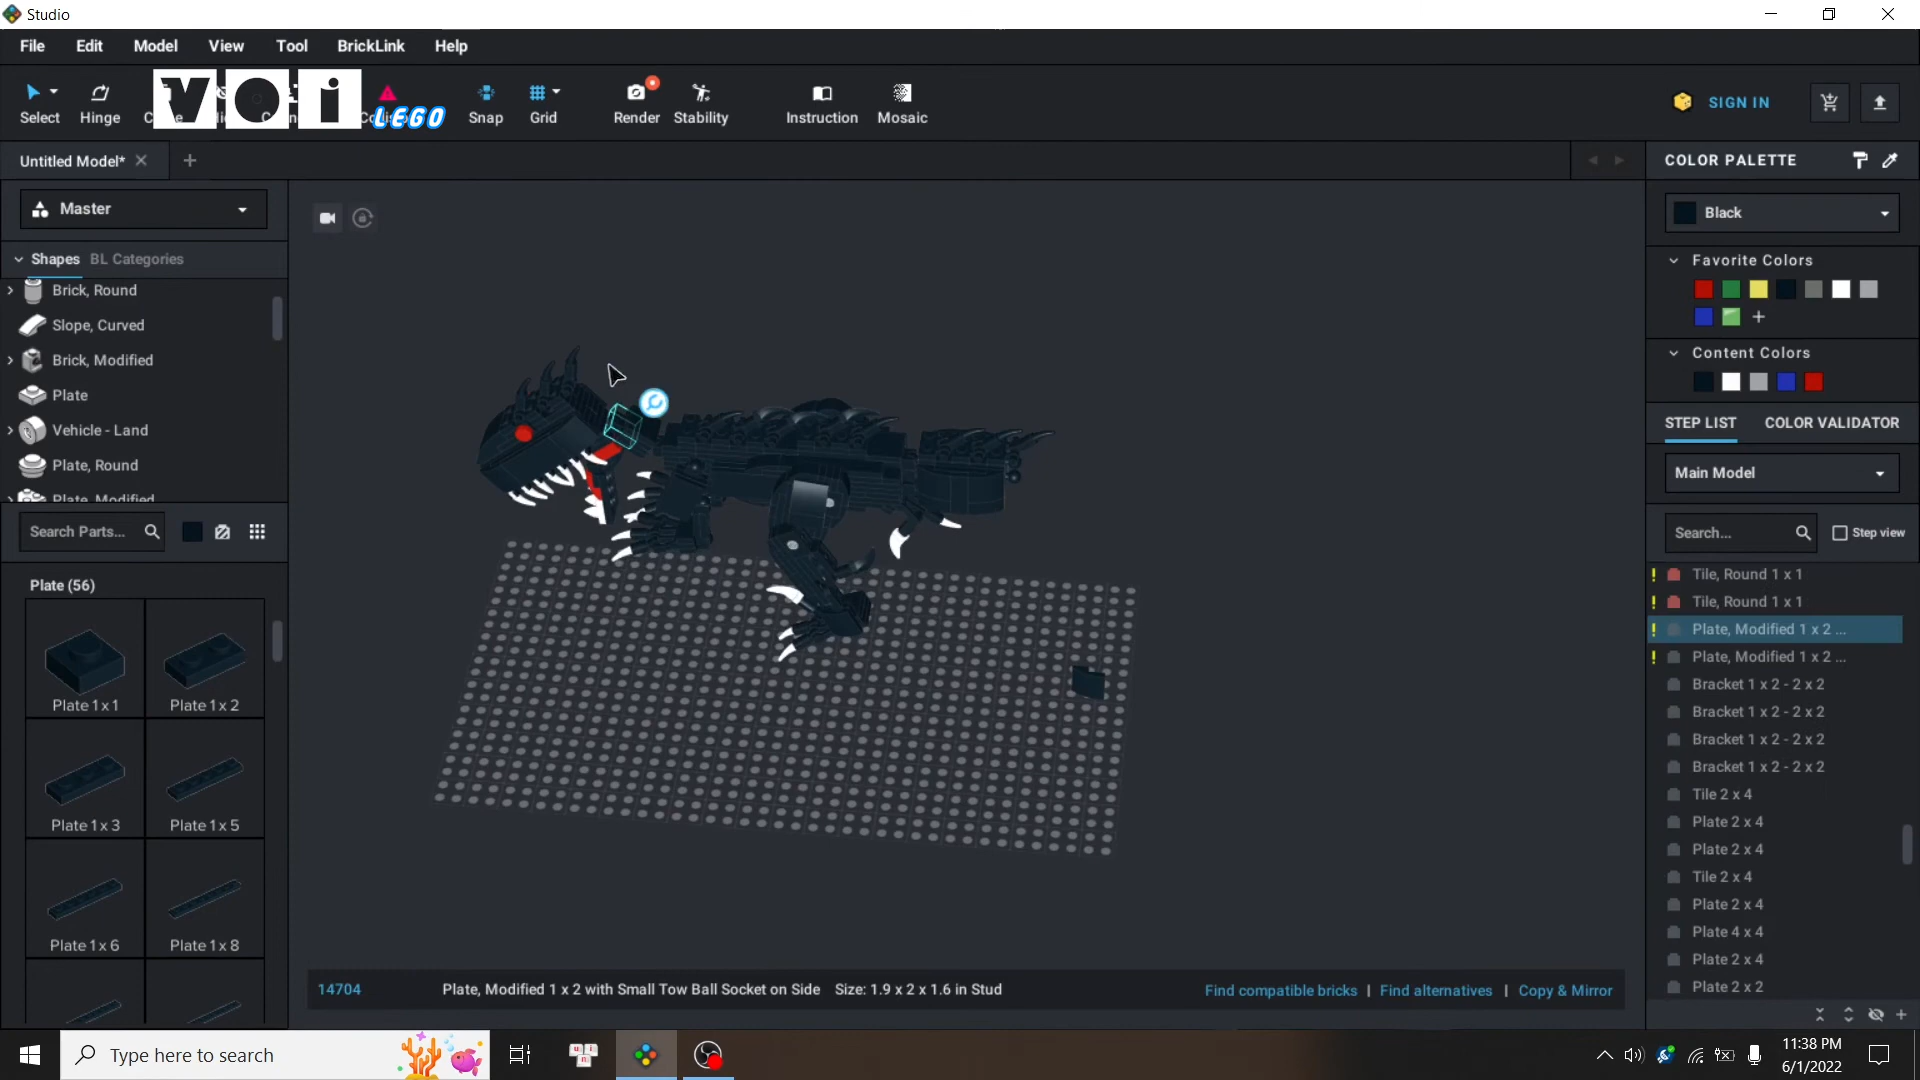 Studio
File Edit Model View Tool BrickLink Help
VOi LEGO
Select Hinge Snap Grid Render Stability Instruction Mosaic SIGN IN
Untitled Model* COLOR PALETTE
Master Black
Shapes BL Categories Favorite Colors
Brick, Round
Slope, Curved
Brick, Modified
Plate
Vehicle - Land
Plate, Round
Plate, Modified
Content Colors
STEP LIST COLOR VALIDATOR
Main Model
Search Parts... Search... Step view
Plate (56)
Plate 1 x 1 Plate 1 x 2
Plate 1 x 3 Plate 1 x 5
Plate 1 x 6 Plate 1 x 8
! Tile, Round 1 x 1
! Tile, Round 1 x 1
! Plate, Modified 1 x 2 ...
! Plate, Modified 1 x 2 ...
Bracket 1 x 2 - 2 x 2
Bracket 1 x 2 - 2 x 2
Bracket 1 x 2 - 2 x 2
Bracket 1 x 2 - 2 x 2
Tile 2 x 4
Plate 2 x 4
Plate 2 x 4
Tile 2 x 4
Plate 2 x 4
Plate 4 x 4
Plate 2 x 4
Plate 2 x 2
14704 Plate, Modified 1 x 2 with Small Tow Ball Socket on Side Size: 1.9 x 2 x 1.6 in Stud Find compatible bricks | Find alternatives | Copy & Mirror
Type here to search
11:38 PM
6/1/2022